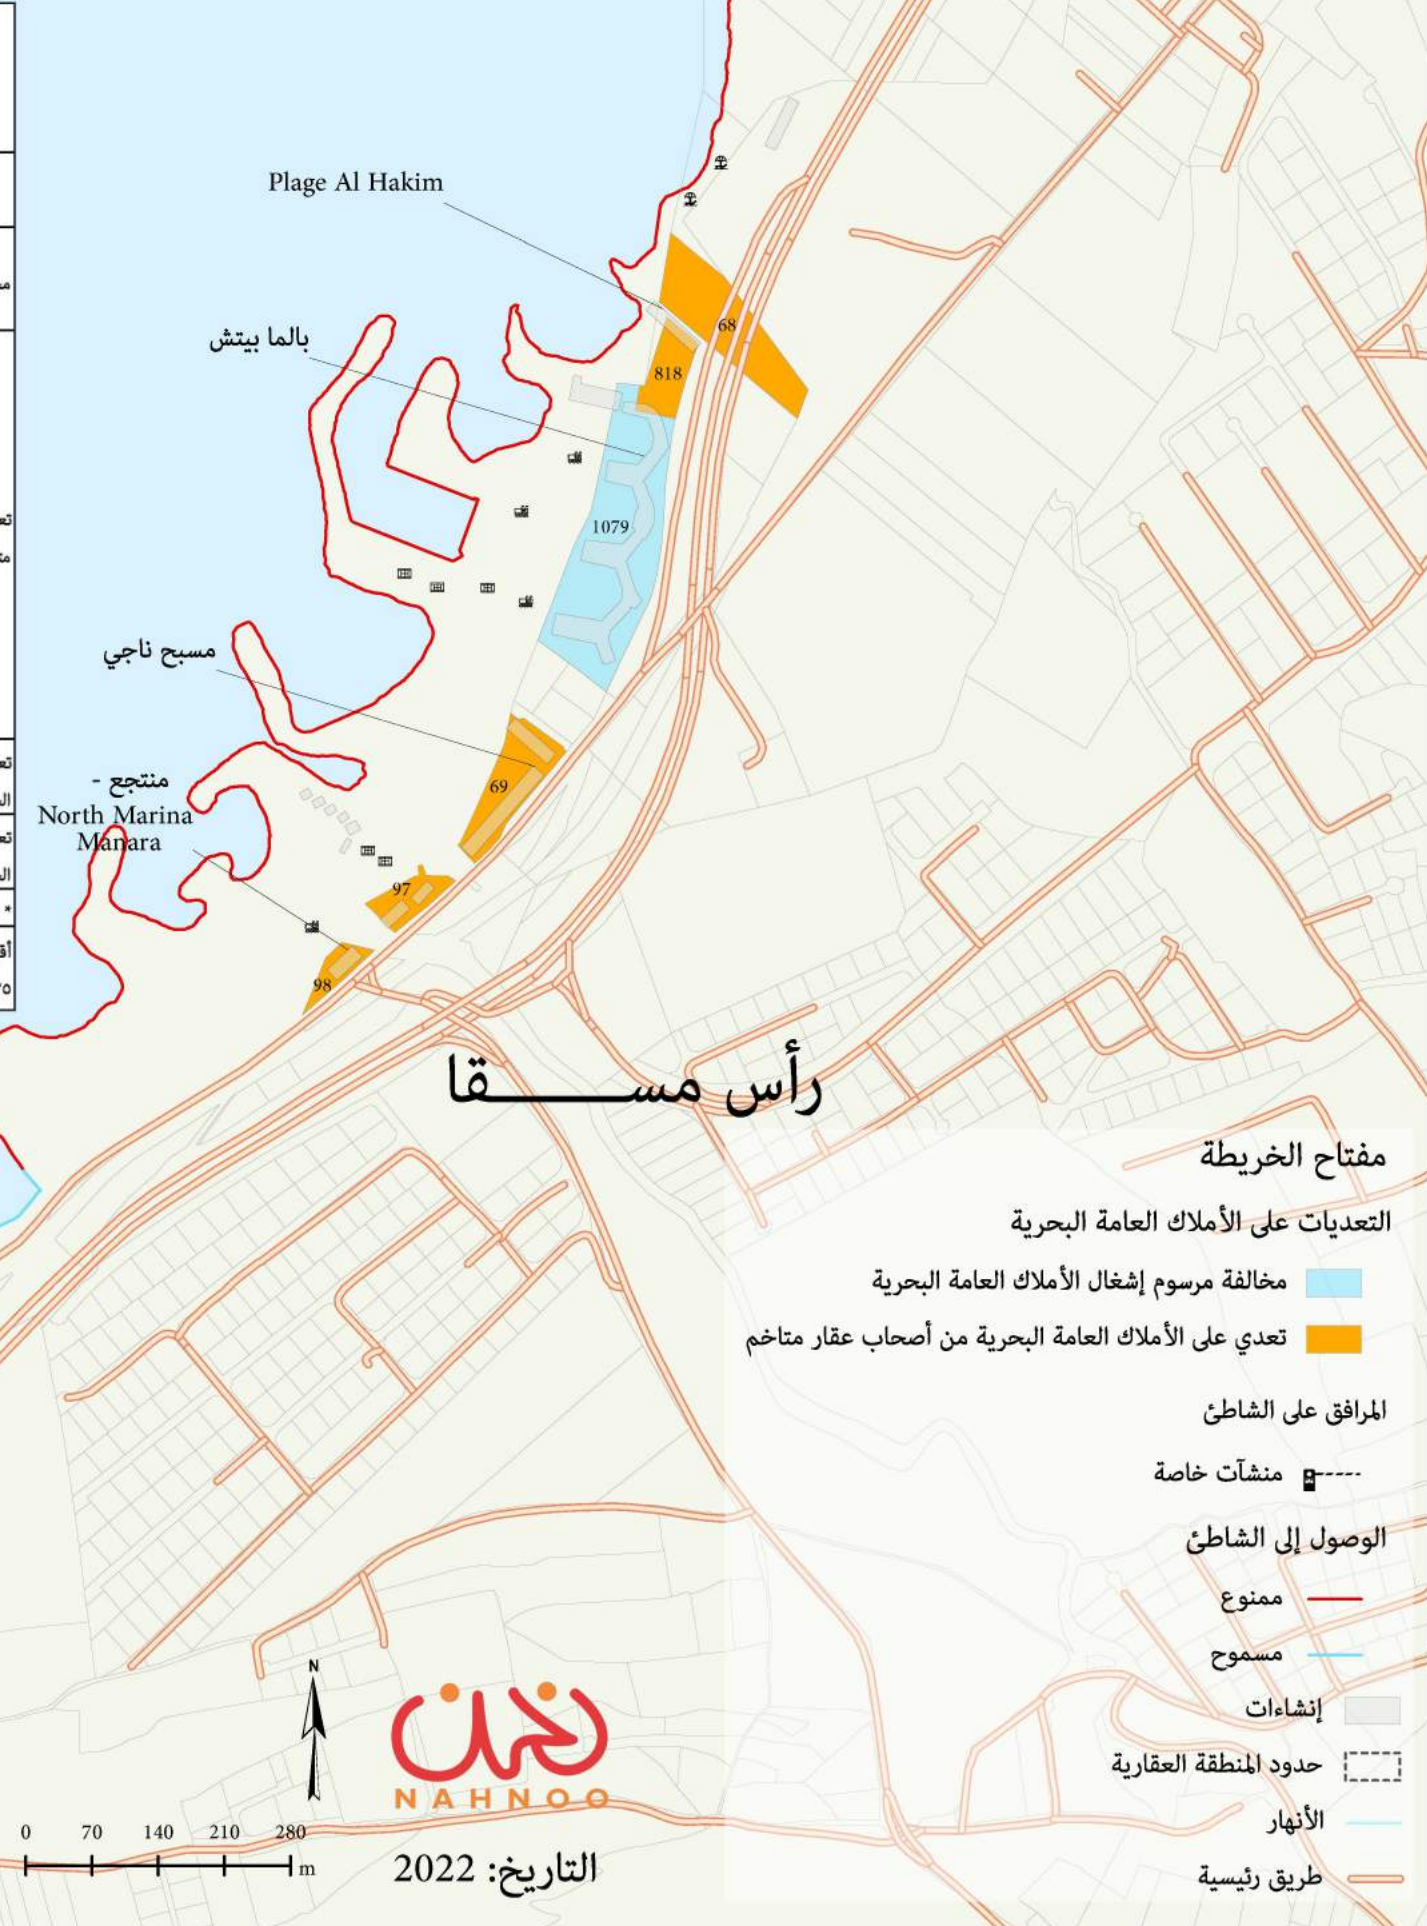 Plage Al Hakim
68
بالما بيتش
818
1079
مسبح ناجي
منتجع -
North Marina
Manara
69
97
98
رأس مسقا
مفتاح الخريطة
التعديات على الأملاك العامة البحرية
مخالفة مرسوم إشغال الأملاك العامة البحرية
تعدي على الأملاك العامة البحرية من أصحاب عقار متاخم
المرافق على الشاطئ
منشآت خاصة
الوصول إلى الشاطئ
ممنوع
مسموح
إنشاءات
حدود المنطقة العقارية
الأنهار
طريق رئيسية
N
نحن
NAHNOO
0 70 140 210 280 m
التاريخ: 2022